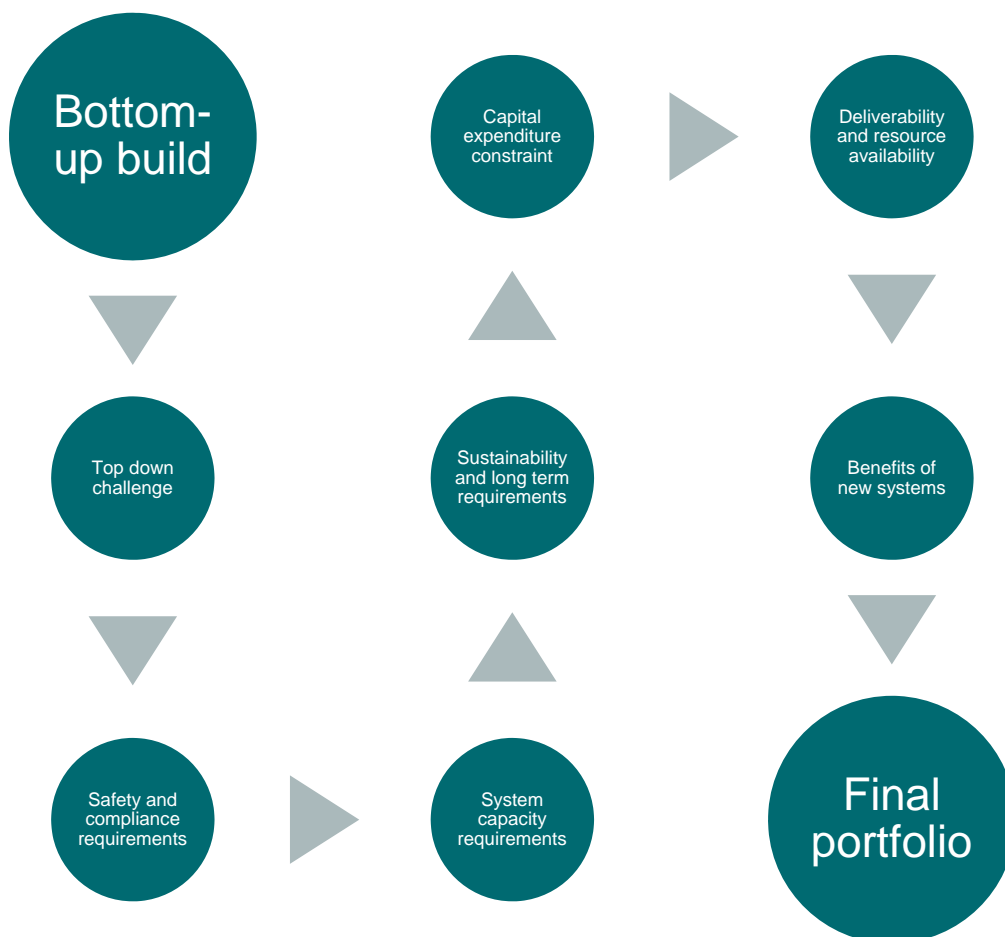 Bottom-
up build
Top down
challenge
Safety and
compliance
requirements
System
capacity
requirements
Sustainability
and long term
requirements
Capital
expenditure
constraint
Deliverability
and resource
availability
Benefits of
new systems
Final
portfolio